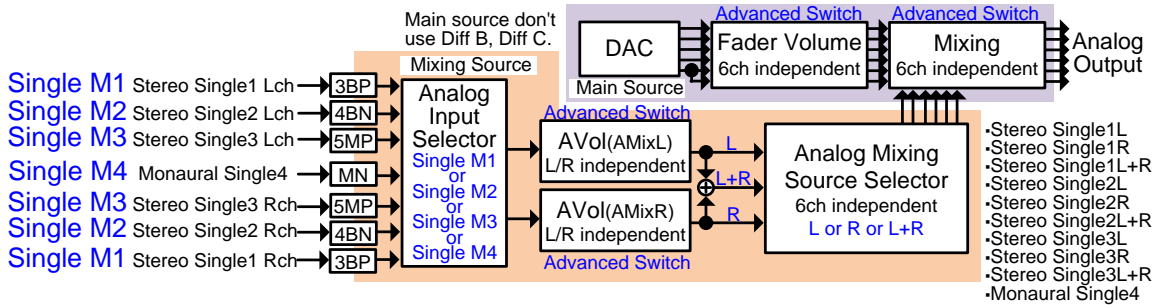 Main source don't
use Diff B, Diff C.
Mixing Source
Advanced Switch
Advanced Switch
DAC
Main Source
Fader Volume
6ch independent
Mixing
6ch independent
Analog
Output
Single M1 Stereo Single1 Lch 3BP
Single M2 Stereo Single2 Lch 4BN
Single M3 Stereo Single3 Lch 5MP
Single M4 Monaural Single4 MN
Single M3 Stereo Single3 Rch 5MP
Single M2 Stereo Single2 Rch 4BN
Single M1 Stereo Single1 Rch 3BP
Analog
Input
Selector
Single M1
or
Single M2
or
Single M3
or
Single M4
Advanced Switch
AVol(AMixL)
L/R independent
AVol(AMixR)
L/R independent
Advanced Switch
L
L+R
R
Analog Mixing
Source Selector
6ch independent
L or R or L+R
▪Stereo Single1L
▪Stereo Single1R
▪Stereo Single1L+R
▪Stereo Single2L
▪Stereo Single2R
▪Stereo Single2L+R
▪Stereo Single3L
▪Stereo Single3R
▪Stereo Single3L+R
▪Monaural Single4